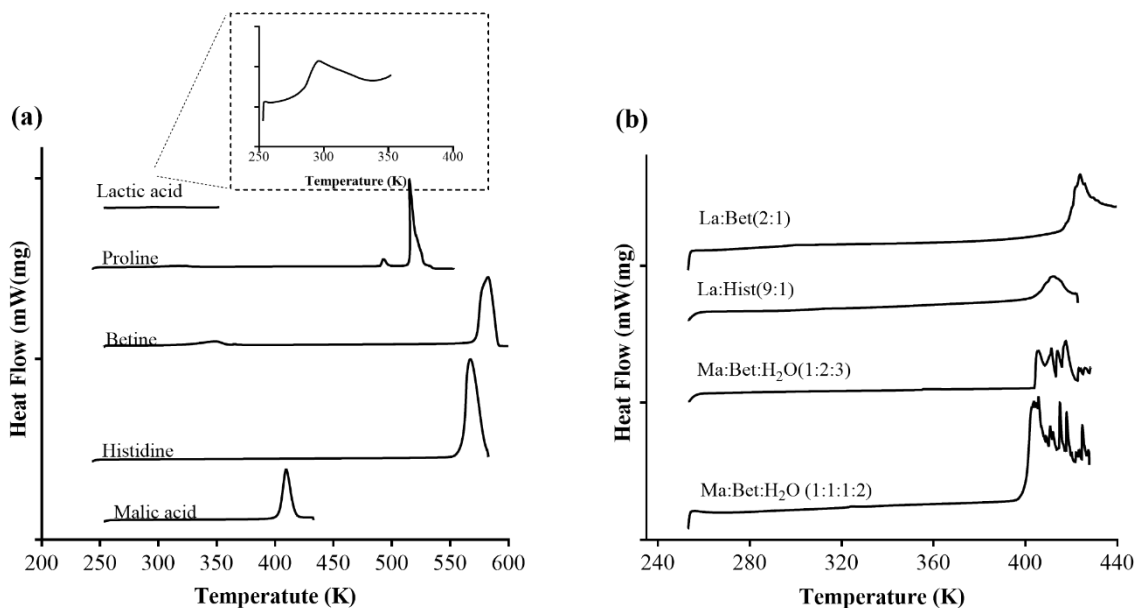 (a)
250
300
350
400
Temperature (K)
Lactic acid
Proline
Betine
Histidine
Malic acid
Heat Flow (mW(mg)
200
250
300
350
400
450
500
550
600
Temperatute (K)
(b)
La:Bet(2:1)
La:Hist(9:1)
Ma:Bet:H₂O(1:2:3)
Ma:Bet:H₂O (1:1:1:2)
Heat Flow (mW(mg)
240
280
320
360
400
440
Temperature (K)